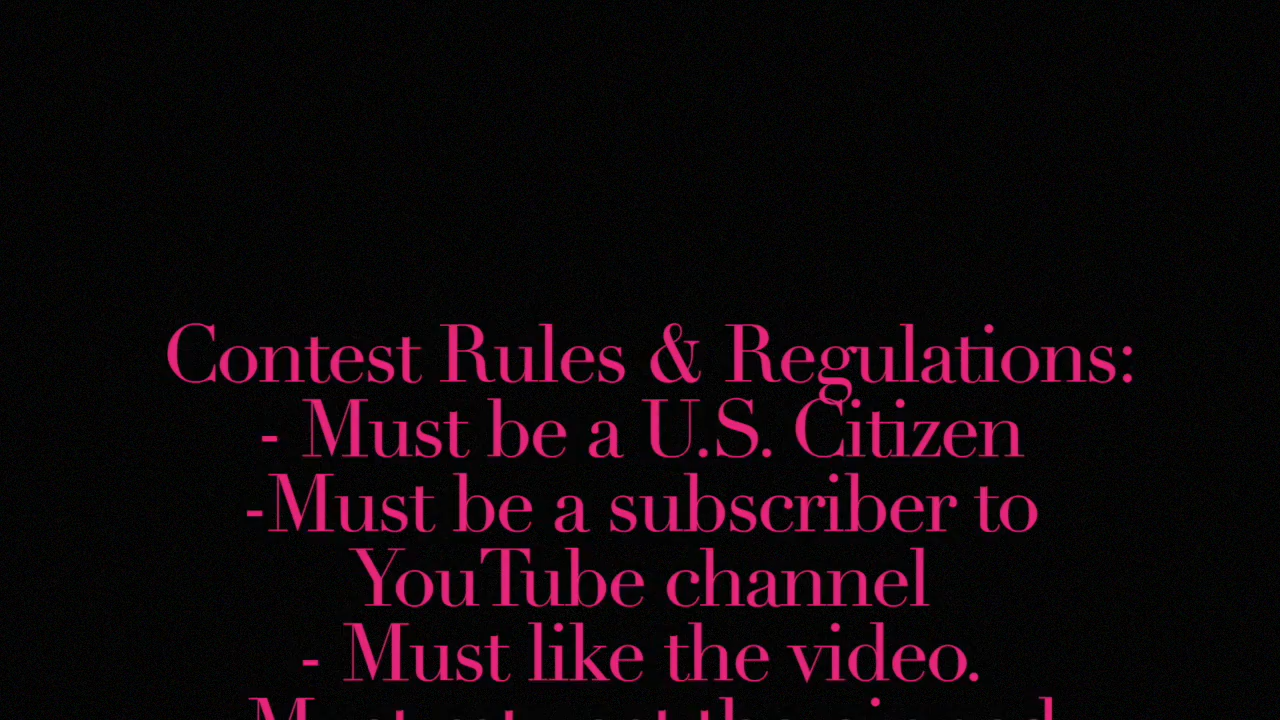 Contest Rules & Regulations:
- Must be a U.S. Citizen
-Must be a subscriber to
YouTube channel
- Must like the video.